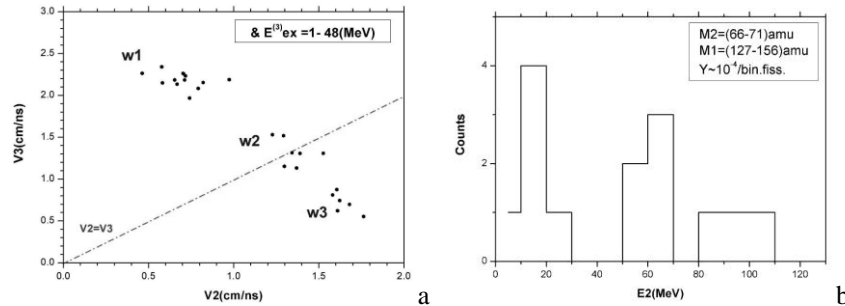 & E(3)ex =1- 48(MeV)
w1
w2
w3
V2=V3
V3(cm/ns)
3.0
2.5
2.0
1.5
1.0
0.5
0.0
0.0 0.5 1.0 1.5 2.0
V2(cm/ns)
a
M2=(66-71)amu
M1=(127-156)amu
Y~10-4/bin.fiss.
Counts
4
2
0
0 20 40 60 80 100 120
E2(MeV)
b